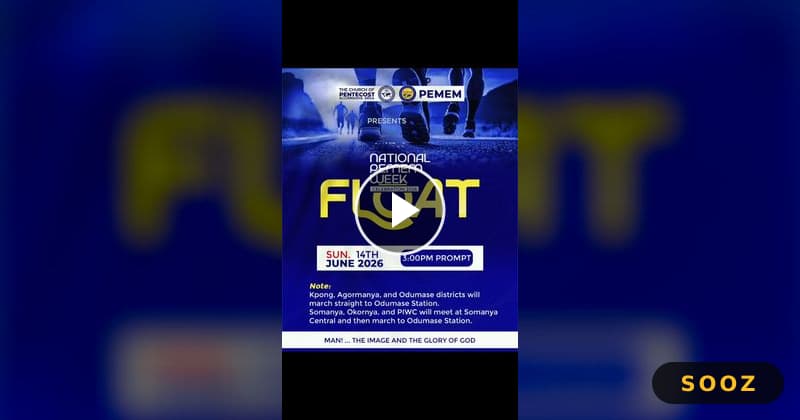 THE CHURCH OF
PENTECOST
PEMEM
PRESENTS
NATIONAL
PEMEM
WEEK
FLOAT
SUN. 14TH
JUNE 2026
3:00PM PROMPT
Note:
Kpong, Agormanya, and Odumase districts will
march straight to Odumase Station.
Somanya, Okornya, and PIWC will meet at Somanya
Central and then march to Odumase Station.
MAN! ... THE IMAGE AND THE GLORY OF GOD
SOOZ